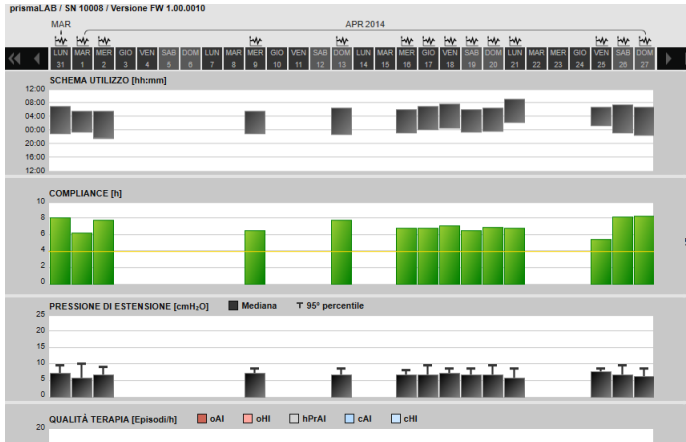 prismaLAB / SN 10008 / Versione FW 1.00.0010
MAR APR 2014
LUN MAR MER GIO VEN SAB DOM LUN MAR MER GIO VEN SAB DOM LUN MAR MER GIO VEN SAB DOM LUN MAR MER GIO VEN SAB DOM
31 1 2 3 4 5 6 7 8 9 10 11 12 13 14 15 16 17 18 19 20 21 22 23 24 25 26 27
SCHEMA UTILIZZO [hh:mm]
12:00
08:00
04:00
00:00
20:00
16:00
12:00
COMPLIANCE [h]
10
8
6
4
2
0
PRESSIONE DI ESTENSIONE [cmH₂O] Mediana 95° percentile
25
20
15
10
5
0
QUALITÀ TERAPIA [Episodi/h] oAI oHI hPrAI cAI cHI
20